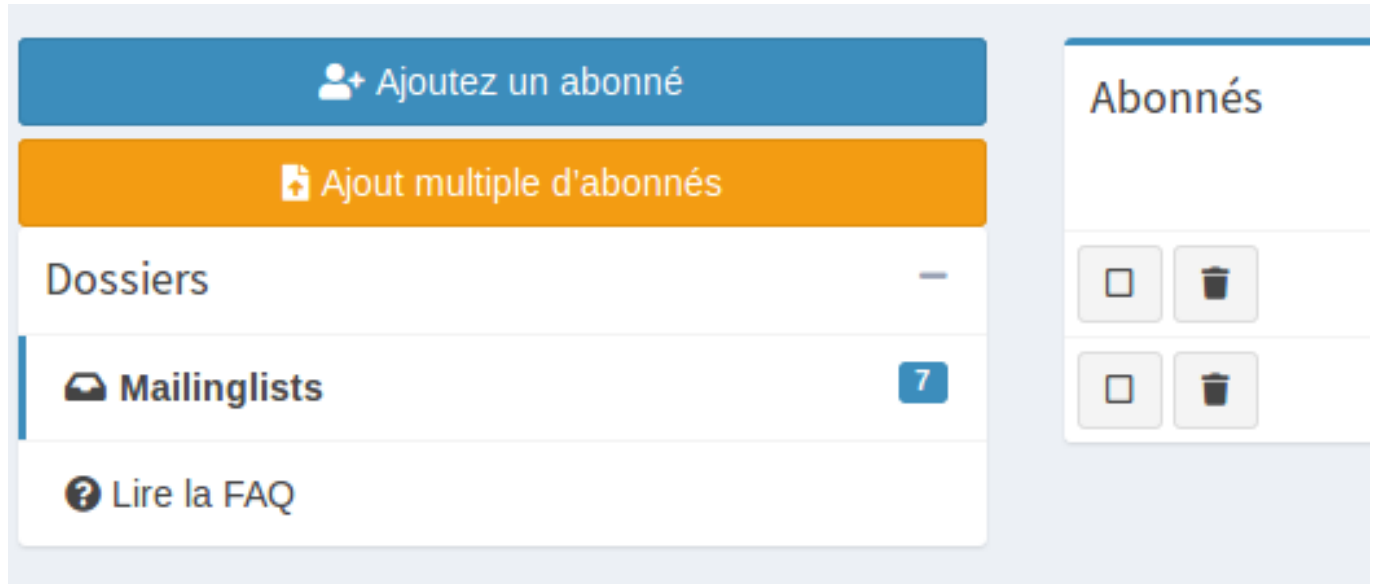 Ajoutez un abonné
Ajout multiple d'abonnés
Dossiers
Mailinglists 7
Lire la FAQ
Abonnés